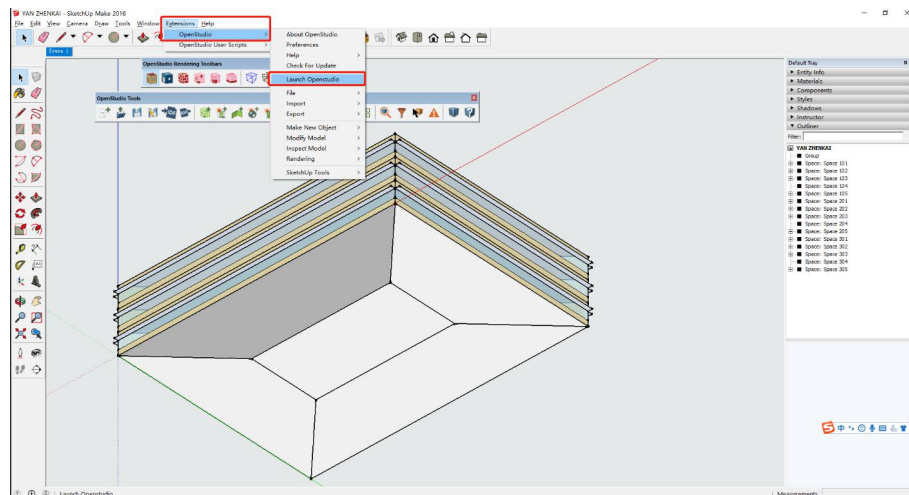 YAN ZHENKAI - SketchUp Make 2016
File Edit View Camera Draw Tools Window Extensions Help
OpenStudio
OpenStudio User Scripts
About OpenStudio
Preferences
Help
Check For Update
Launch Openstudio
File
Import
Export
Make New Object
Modify Model
Inspect Model
Rendering
SketchUp Tools
Scene 1
OpenStudio Rendering Toolbars
OpenStudio Tools
Default Tray
Entity Info
Materials
Components
Styles
Shadows
Instructor
Outliner
Filter:
YAN ZHENKAI
Group
Space: Space 101
Space: Space 102
Space: Space 103
Space: Space 104
Space: Space 105
Space: Space 201
Space: Space 202
Space: Space 203
Space: Space 204
Space: Space 205
Space: Space 301
Space: Space 302
Space: Space 303
Space: Space 304
Space: Space 305
中
Launch Openstudio
Measurements